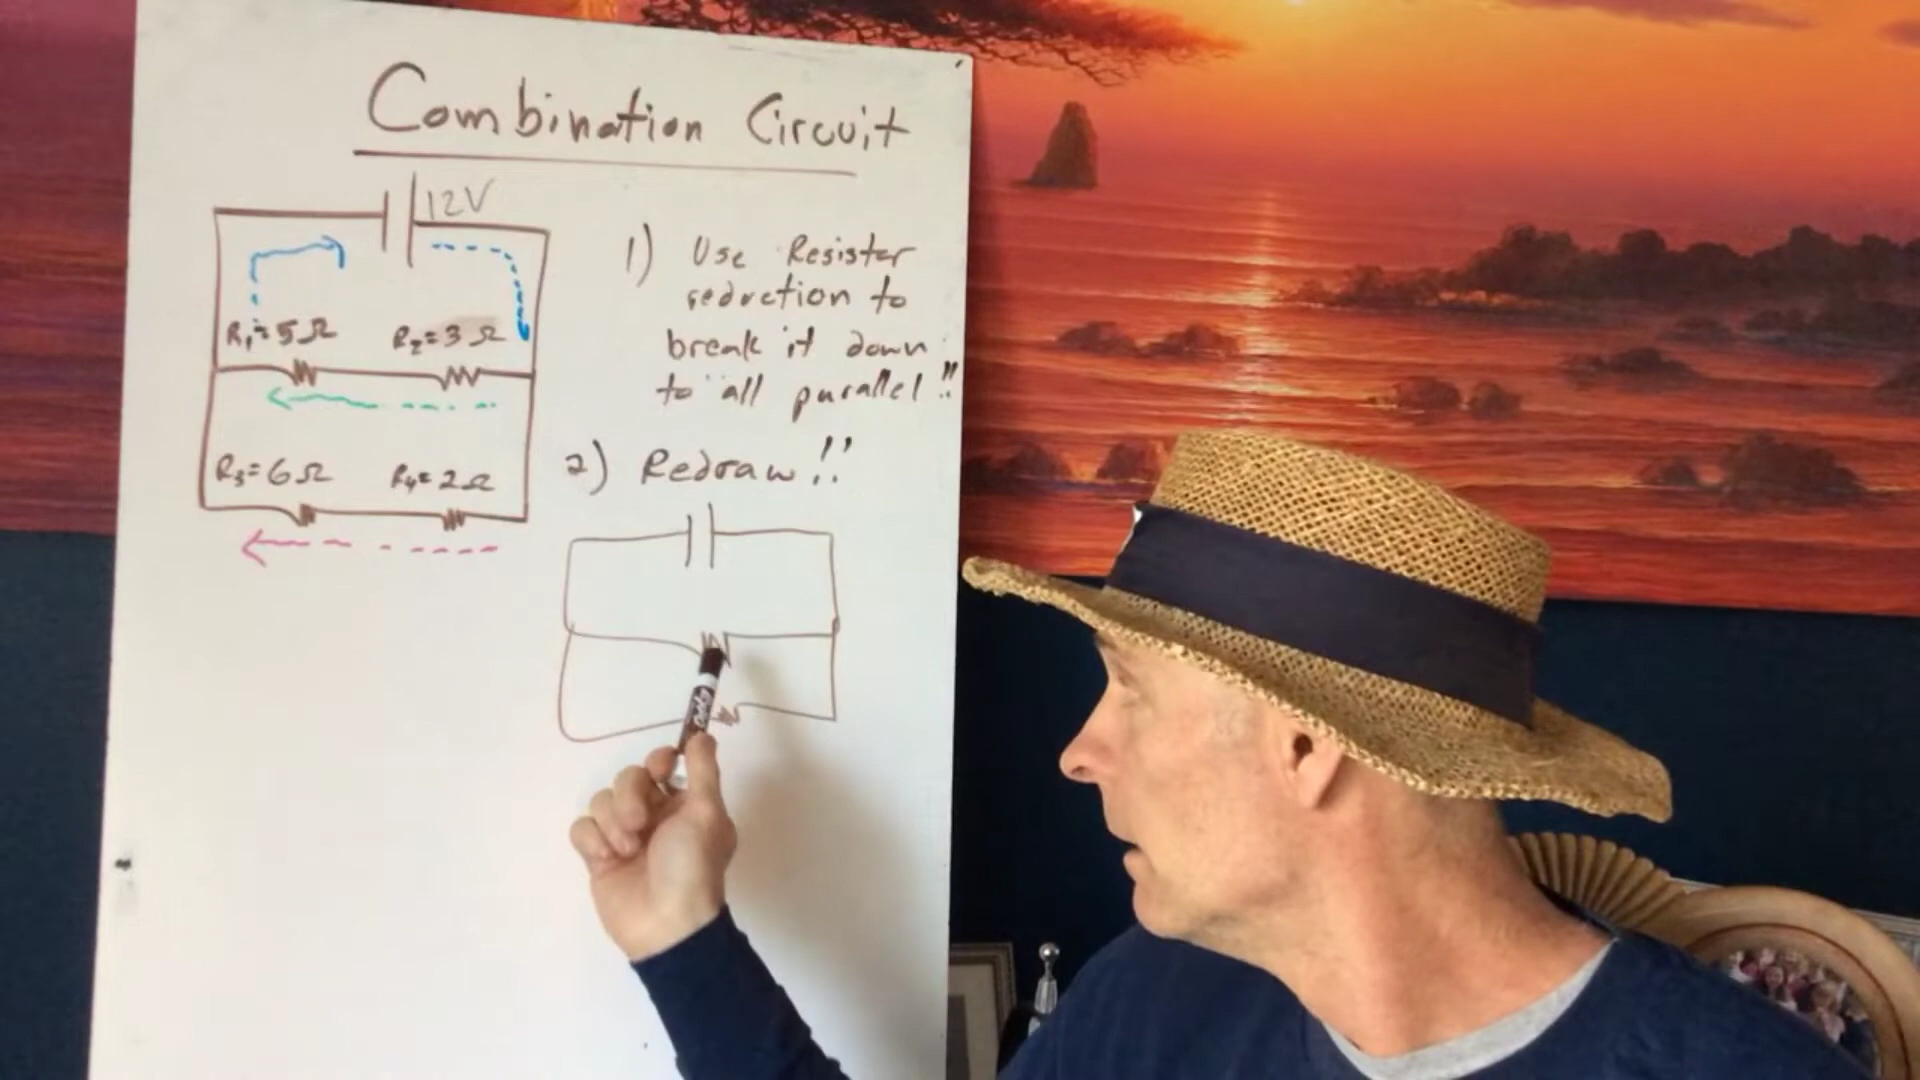 Combination Circuit
12V
R₁=5Ω R₂=3Ω
R₃=6Ω R₄=2Ω
1) Use Resister
reduction to
break it down
to all parallel!!
2) Redraw!!
EXPO